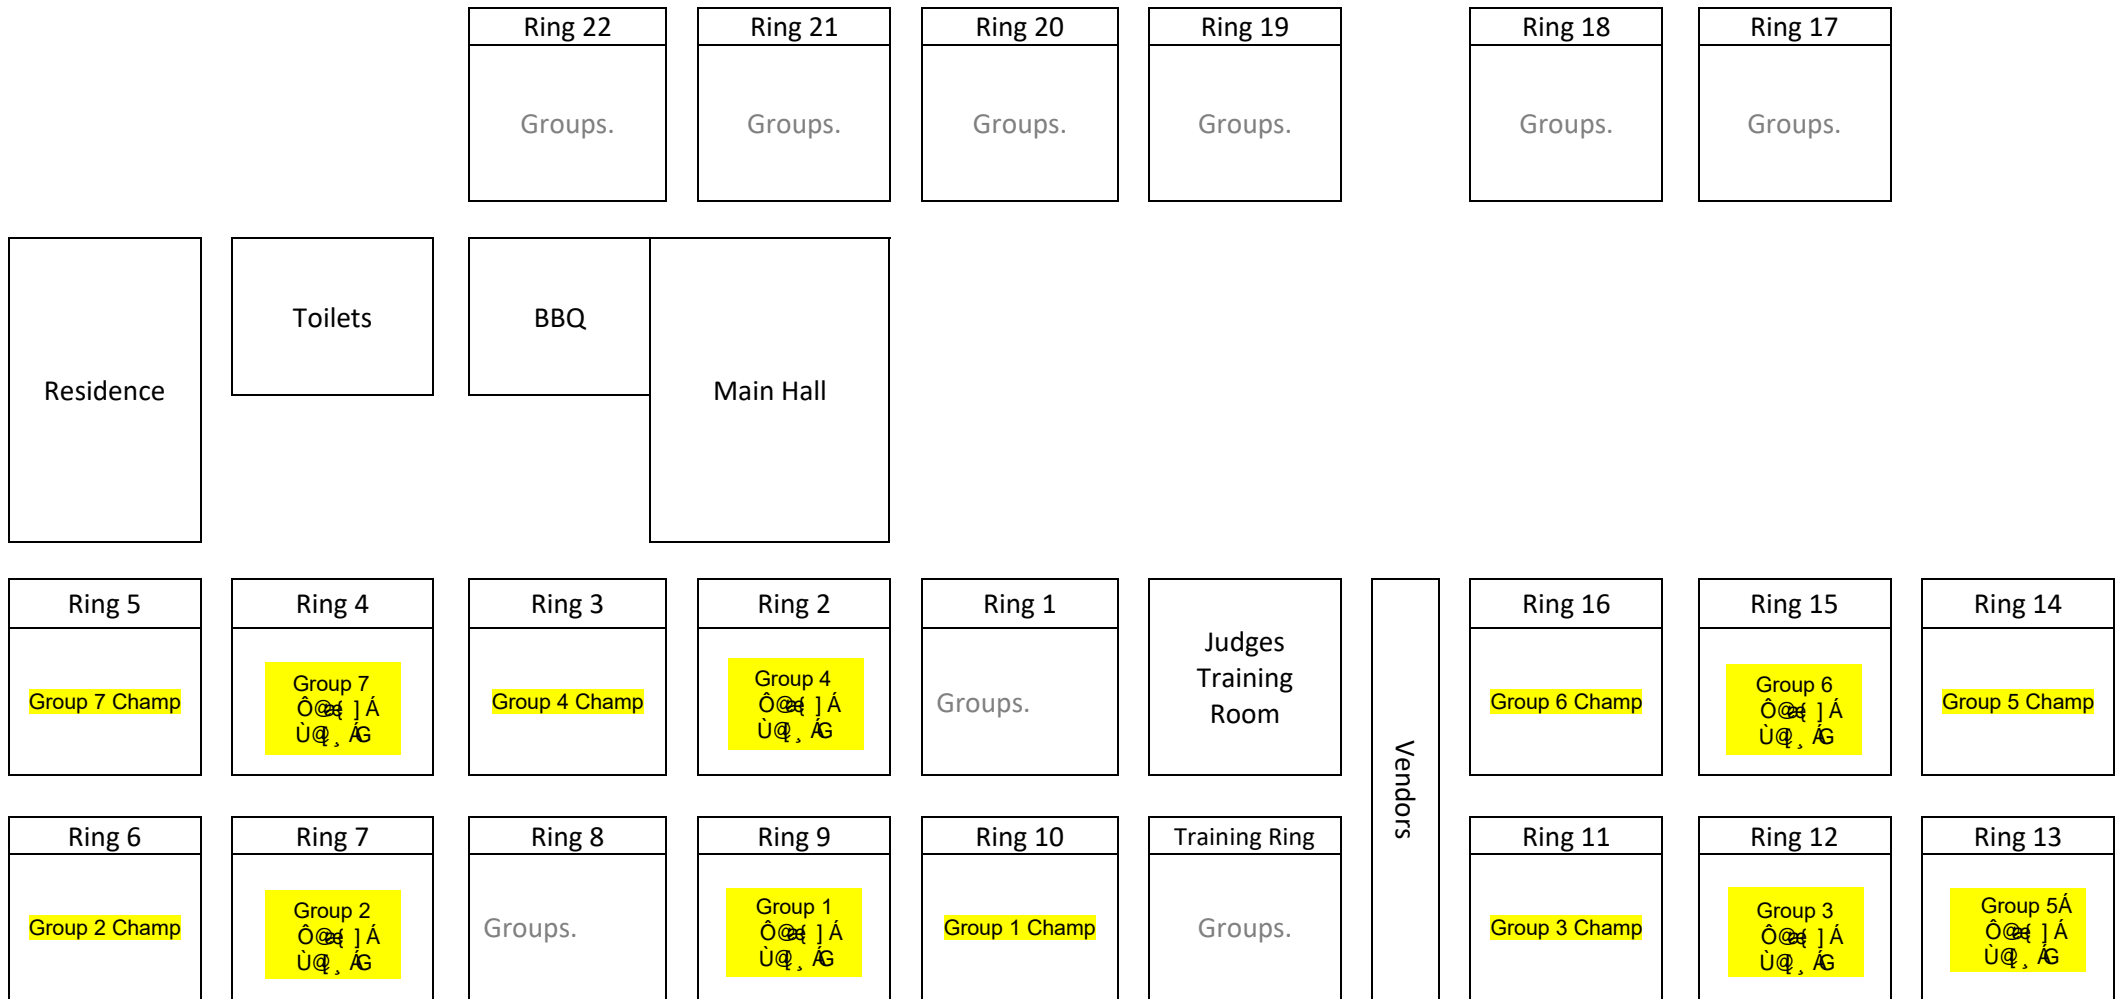 Ring 22
Ring 21
Ring 20
Ring 19
Ring 18
Ring 17
Groups.
Groups.
Groups.
Groups.
Groups.
Groups.
Residence
Toilets
BBQ
Main Hall
Ring 5
Ring 4
Ring 3
Ring 2
Ring 1
Judges
Training
Room
Vendors
Ring 16
Ring 15
Ring 14
Group 7 Champ
Group 7
Group 4 Champ
Group 4
Groups.
Group 6 Champ
Group 6
Group 5 Champ
Ring 6
Ring 7
Ring 8
Ring 9
Ring 10
Training Ring
Ring 11
Ring 12
Ring 13
Group 2 Champ
Group 2
Groups.
Group 1
Group 1 Champ
Groups.
Group 3 Champ
Group 3
Group 5